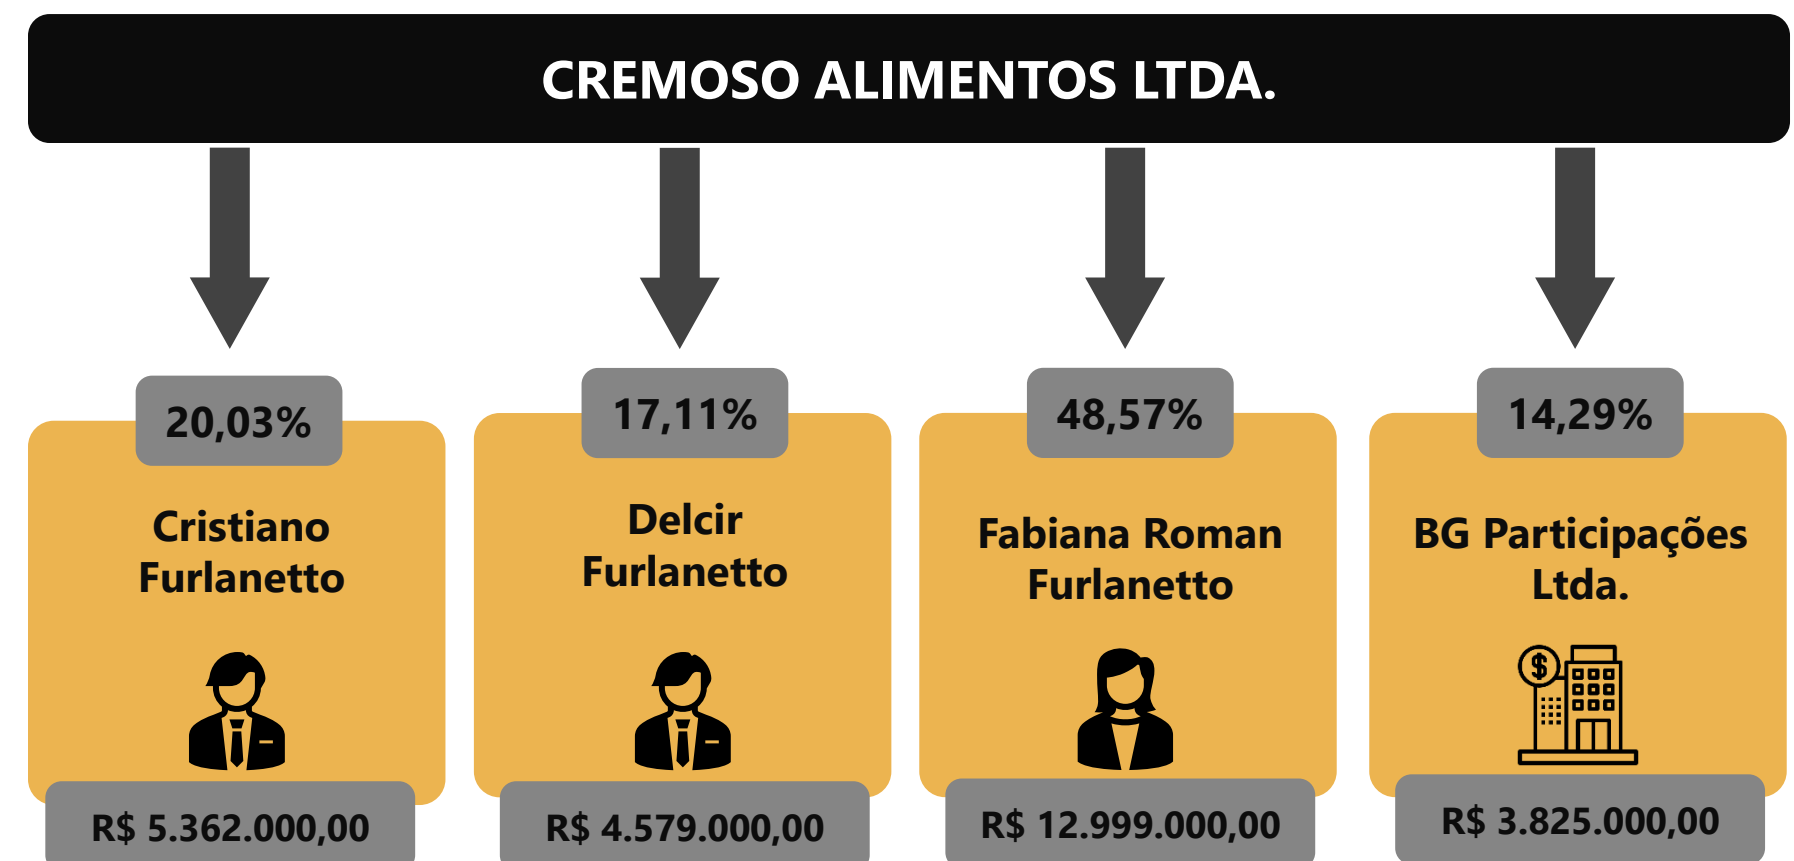 CREMOSO ALIMENTOS LTDA.
20,03%
Cristiano
Furlanetto
R$ 5.362.000,00
17,11%
Delcir
Furlanetto
R$ 4.579.000,00
48,57%
Fabiana Roman
Furlanetto
R$ 12.999.000,00
14,29%
BG Participações
Ltda.
$
R$ 3.825.000,00